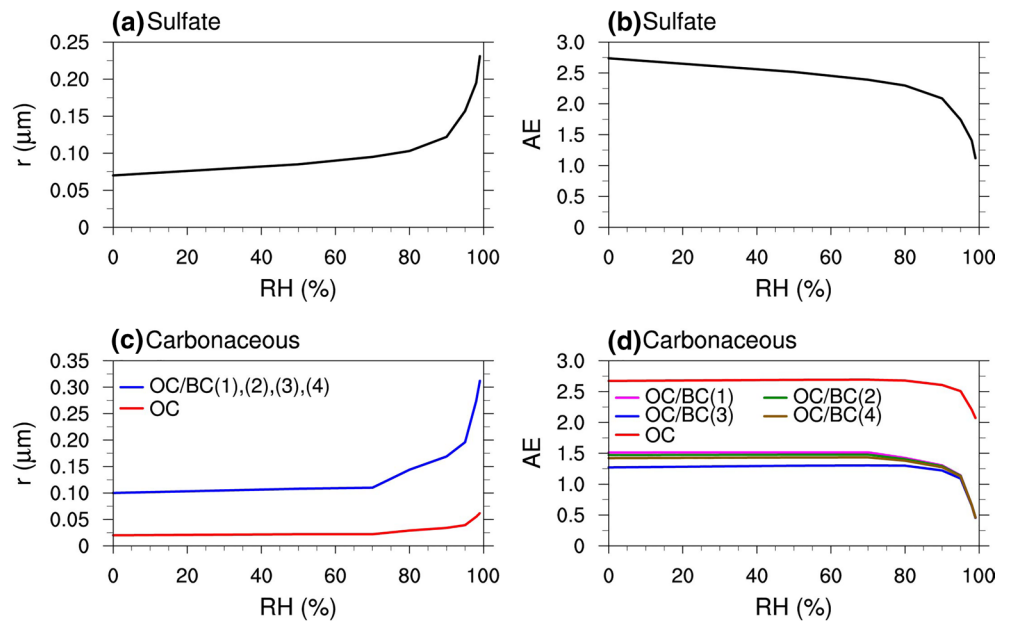 (a) Sulfate
0.25
0.20
0.15
0.10
0.05
0
r (μm)
0 20 40 60 80 100
RH (%)
(b) Sulfate
3.0
2.5
2.0
1.5
1.0
0.5
0
AE
0 20 40 60 80 100
RH (%)
(c) Carbonaceous
0.35
0.30
0.25
0.20
0.15
0.10
0.05
0
r (μm)
OC/BC(1),(2),(3),(4)
OC
0 20 40 60 80 100
RH (%)
(d) Carbonaceous
3.0
2.5
2.0
1.5
1.0
0.5
0
AE
OC/BC(1) OC/BC(2)
OC/BC(3) OC/BC(4)
OC
0 20 40 60 80 100
RH (%)